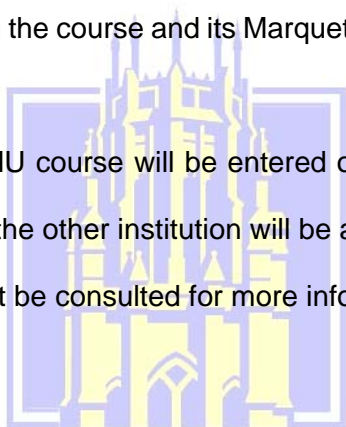 the course and its Marquet
IU course will be entered o
the other institution will be a
t be consulted for more info